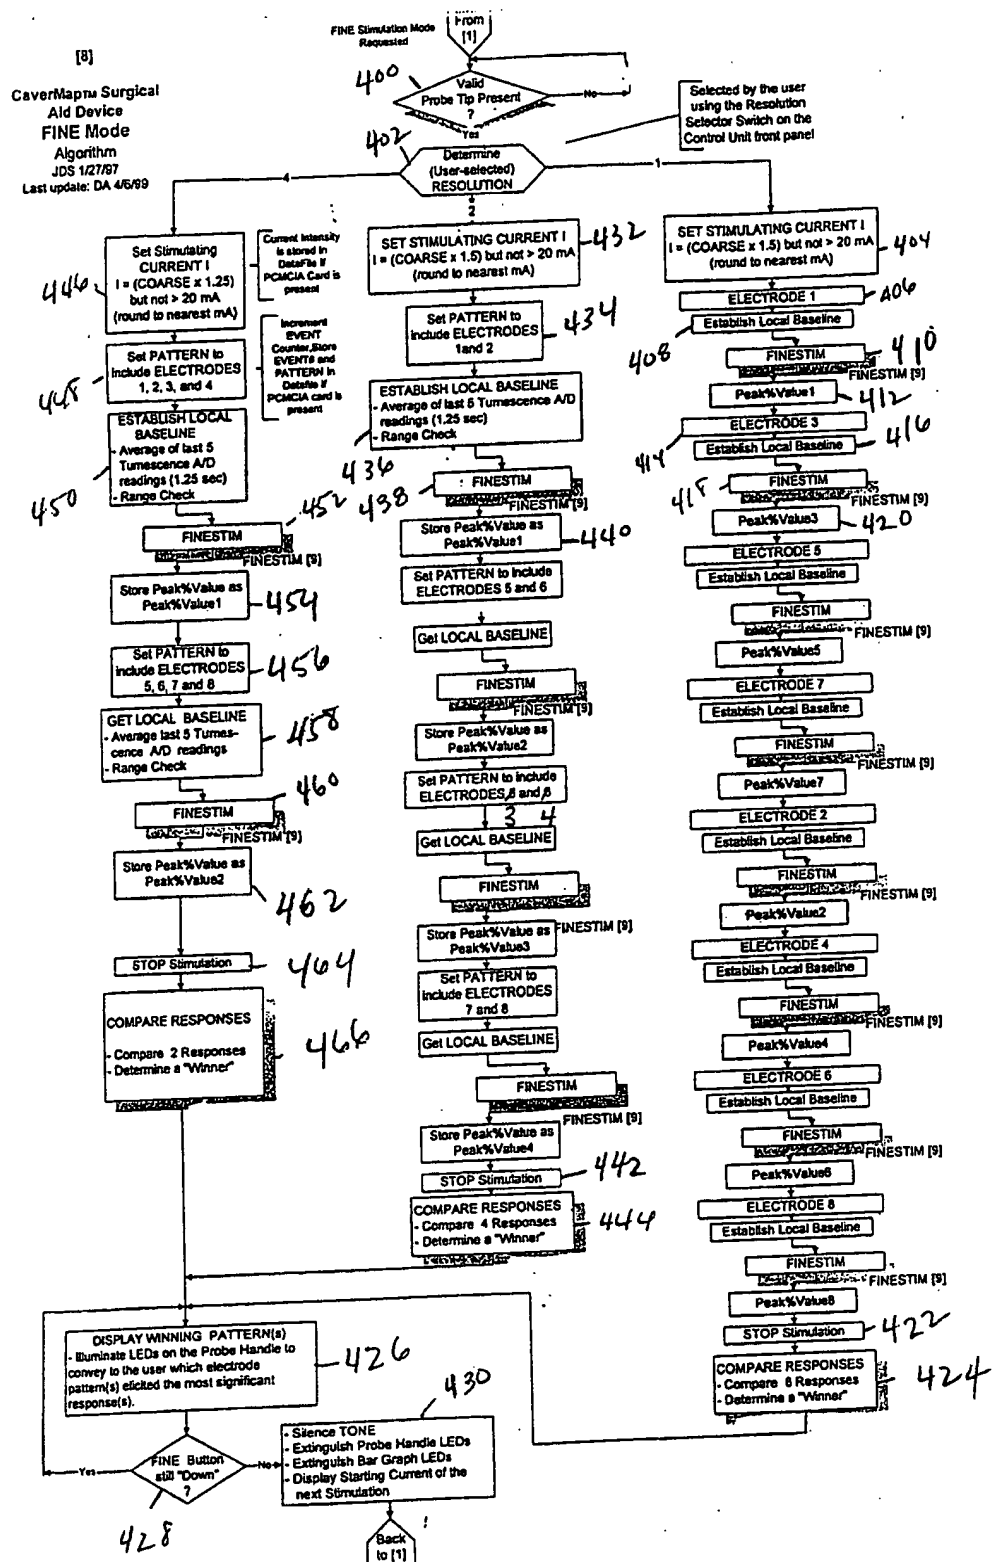 FINE Stimulation Mode
Requested
From
[1]
[8]
CaverMap™ Surgical
Aid Device
FINE Mode
Algorithm
JDS 1/27/97
Last update: DA 4/6/99
400
Valid
Probe Tip Present
?
No
Yes
Selected by the user
using the Resolution
Selector Switch on the
Control Unit front panel
402
Determine
(User-selected)
RESOLUTION
4
2
1
446
Set Stimulating
CURRENT I
I = (COARSE x 1.25)
but not > 20 mA
(round to nearest mA)
Current Intensity
is stored in
DataFile if
PCMCIA Card is
present
448
Set PATTERN to
include ELECTRODES
1, 2, 3, and 4
Increment
EVENT
Counter,Store
EVENT# and
PATTERN in
Datafile if
PCMCIA card is
present
450
ESTABLISH LOCAL
BASELINE
- Average of last 5
Tumescence A/D
readings (1.25 sec)
- Range Check
452
FINESTIM
FINESTIM [9]
Store Peak%Value as
Peak%Value1
454
Set PATTERN to
include ELECTRODES
5, 6, 7 and 8
456
GET LOCAL BASELINE
- Average last 5 Tumes-
cence A/D readings
- Range Check
458
460
FINESTIM
FINESTIM [9]
Store Peak%Value as
Peak%Value2
462
STOP Stimulation
464
COMPARE RESPONSES
- Compare 2 Responses
- Determine a "Winner"
466
SET STIMULATING CURRENT I
I = (COARSE x 1.5) but not > 20 mA
(round to nearest mA)
432
Set PATTERN to
include ELECTRODES
1and 2
434
ESTABLISH LOCAL BASELINE
- Average of last 5 Tumescence A/D
readings (1.25 sec)
- Range Check
436
438
FINESTIM
FINESTIM [9]
Store Peak%Value as
Peak%Value1
440
Set PATTERN to include
ELECTRODES 5 and 6
Get LOCAL BASELINE
FINESTIM
FINESTIM [9]
Store Peak%Value as
Peak%Value2
Set PATTERN to include
ELECTRODES and
3 4
Get LOCAL BASELINE
FINESTIM
FINESTIM [9]
Store Peak%Value as
Peak%Value3
Set PATTERN to
include ELECTRODES
7 and 8
Get LOCAL BASELINE
FINESTIM
FINESTIM [9]
Store Peak%Value as
Peak%Value4
STOP Stimulation
442
COMPARE RESPONSES
- Compare 4 Responses
- Determine a "Winner"
444
SET STIMULATING CURRENT I
I = (COARSE x 1.5) but not > 20 mA
(round to nearest mA)
404
ELECTRODE 1
406
Establish Local Baseline
408
FINESTIM
410
FINESTIM [9]
Peak%Value1
412
ELECTRODE 3
414
Establish Local Baseline
416
418
FINESTIM
FINESTIM [9]
Peak%Value3
420
ELECTRODE 5
Establish Local Baseline
FINESTIM
FINESTIM [9]
Peak%Value5
ELECTRODE 7
Establish Local Baseline
FINESTIM
FINESTIM [9]
Peak%Value7
ELECTRODE 2
Establish Local Baseline
FINESTIM
FINESTIM [9]
Peak%Value2
ELECTRODE 4
Establish Local Baseline
FINESTIM
FINESTIM [9]
Peak%Value4
ELECTRODE 6
Establish Local Baseline
FINESTIM
FINESTIM [9]
Peak%Value6
ELECTRODE 8
Establish Local Baseline
FINESTIM
FINESTIM [9]
Peak%Value8
STOP Stimulation
422
COMPARE RESPONSES
- Compare 8 Responses
- Determine a "Winner"
424
DISPLAY WINNING PATTERN(s)
- Illuminate LEDs on the Probe Handle to
convey to the user which electrode
pattern(s) elicited the most significant
response(s).
426
FINE Button
still "Down"
?
Yes
No
428
430
- Silence TONE
- Extinguish Probe Handle LEDs
- Extinguish Bar Graph LEDs
- Display Starting Current of the
next Stimulation
Back
to [1]